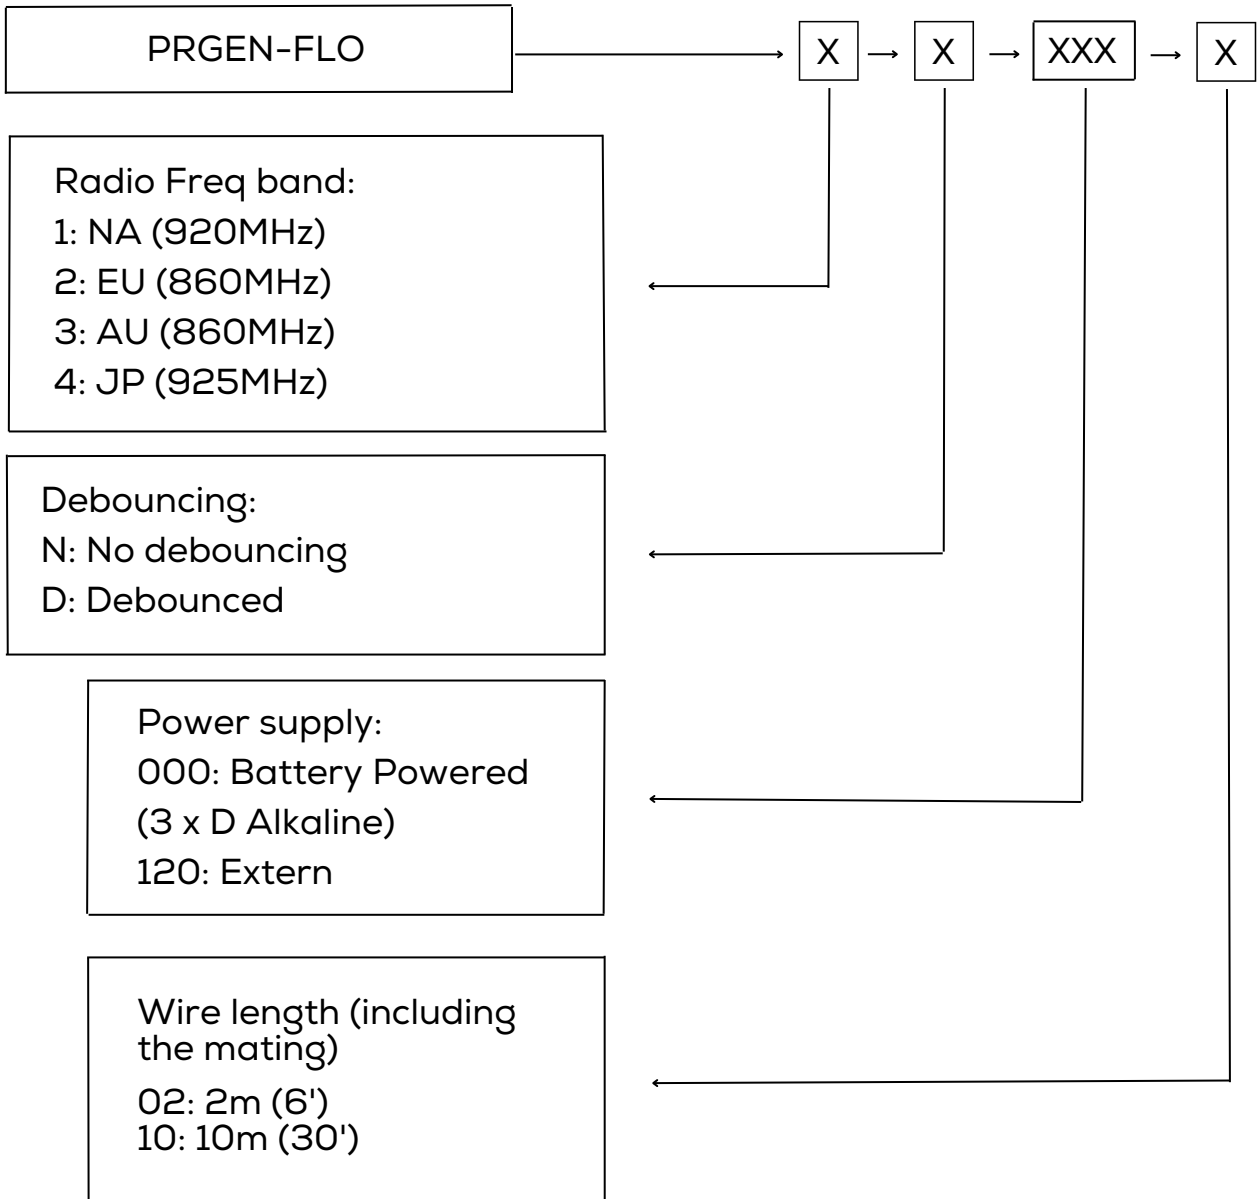 PRGEN-FLO
X
X
XXX
X
Radio Freq band:
1: NA (920MHz)
2: EU (860MHz)
3: AU (860MHz)
4: JP (925MHz)
Debouncing:
N: No debouncing
D: Debounced
Power supply:
000: Battery Powered
(3 x D Alkaline)
120: Extern
Wire length (including
the mating)
02: 2m (6')
10: 10m (30')